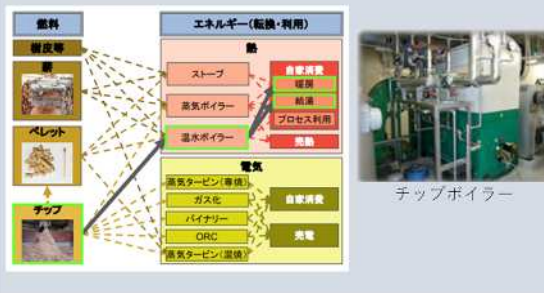 燃料
エネルギー(転換・利用)
樹皮等
薪
ペレット
チップ
熱
ストーブ
蒸気ボイラー
温水ボイラー
自家消費
暖房
給湯
プロセス利用
売熱
電気
蒸気タービン(専焼)
ガス化
バイナリー
ORC
蒸気タービン(混焼)
自家消費
売電
チップボイラー